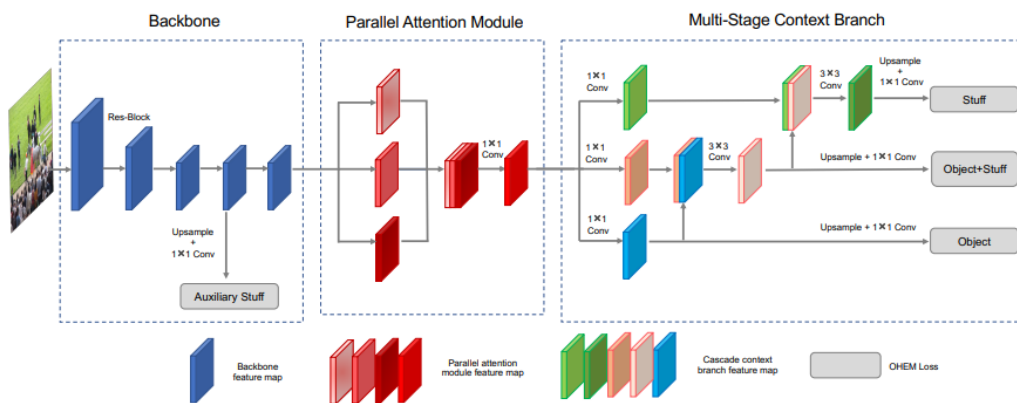 Backbone
Parallel Attention Module
Multi-Stage Context Branch
Res-Block
Upsample
+
1×1 Conv
Auxiliary Stuff
1×1
Conv
1×1
Conv
3×3
Conv
Upsample
+
1×1 Conv
Stuff
1×1
Conv
3×3
Conv
Upsample + 1×1 Conv
Object+Stuff
1×1
Conv
Upsample + 1×1 Conv
Object
Backbone
feature map
Parallel attention
module feature map
Cascade context
branch feature map
OHEM Loss